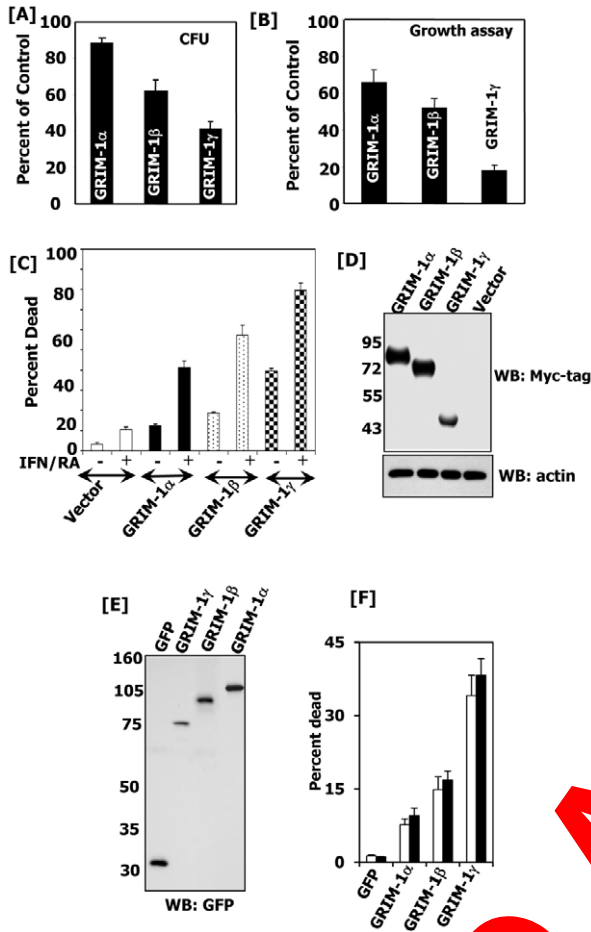 [A]
CFU
Percent of Control
100
80
60
40
20
0
GRIM-1α
GRIM-1β
GRIM-1γ
[B]
Growth assay
Percent of Control
100
80
60
40
20
0
GRIM-1α
GRIM-1β
GRIM-1γ
[C]
Percent Dead
100
80
60
40
20
0
IFN/RA - + - + - + - +
Vector
GRIM-1α
GRIM-1β
GRIM-1γ
[D]
GRIM-1α
GRIM-1β
GRIM-1γ
Vector
95
72
55
43
WB: Myc-tag
WB: actin
[E]
GFP
GRIM-1γ
GRIM-1β
GRIM-1α
160
105
75
50
35
30
WB: GFP
[F]
Percent dead
45
30
15
0
GFP
GRIM-1α
GRIM-1β
GRIM-1γ